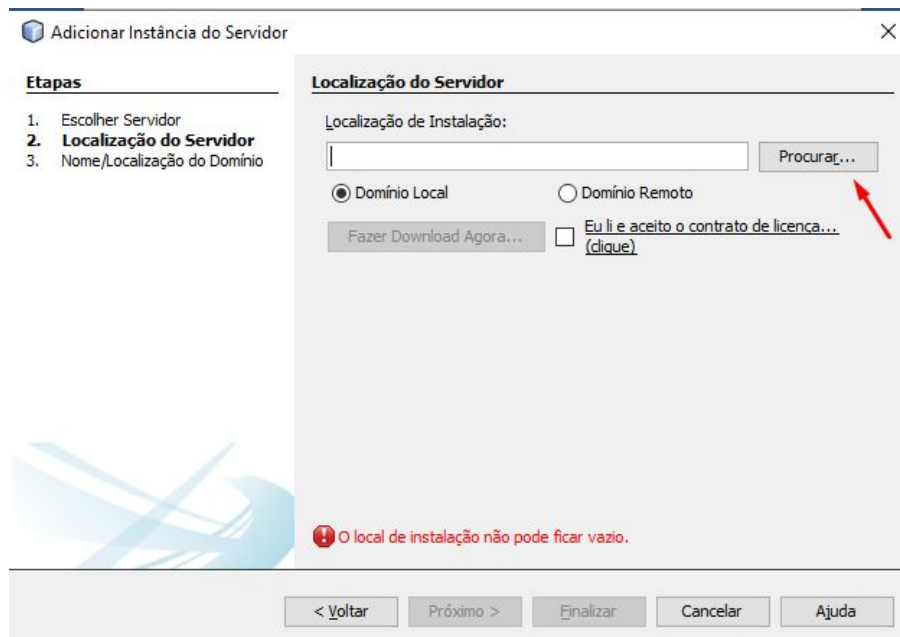 Adicionar Instância do Servidor
Etapas
1. Escolher Servidor
2. Localização do Servidor
3. Nome/Localização do Domínio
Localização do Servidor
Localização de Instalação:
Procurar...
Domínio Local
Domínio Remoto
Fazer Download Agora...
Eu li e aceito o contrato de licença...
(clique)
O local de instalação não pode ficar vazio.
< Voltar
Próximo >
Finalizar
Cancelar
Ajuda